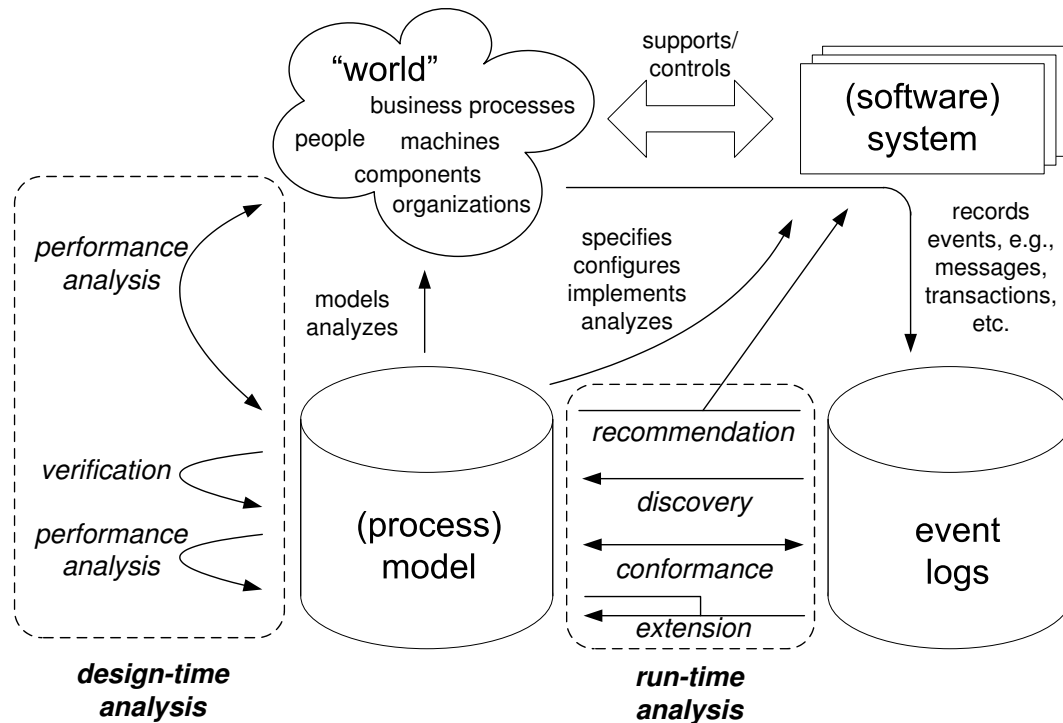 “world”
business processes
people
machines
components
organizations
supports/
controls
(software)
system
performance
analysis
models
analyzes
specifies
configures
implements
analyzes
records
events, e.g.,
messages,
transactions,
etc.
verification
performance
analysis
(process)
model
recommendation
discovery
conformance
extension
event
logs
design-time
analysis
run-time
analysis